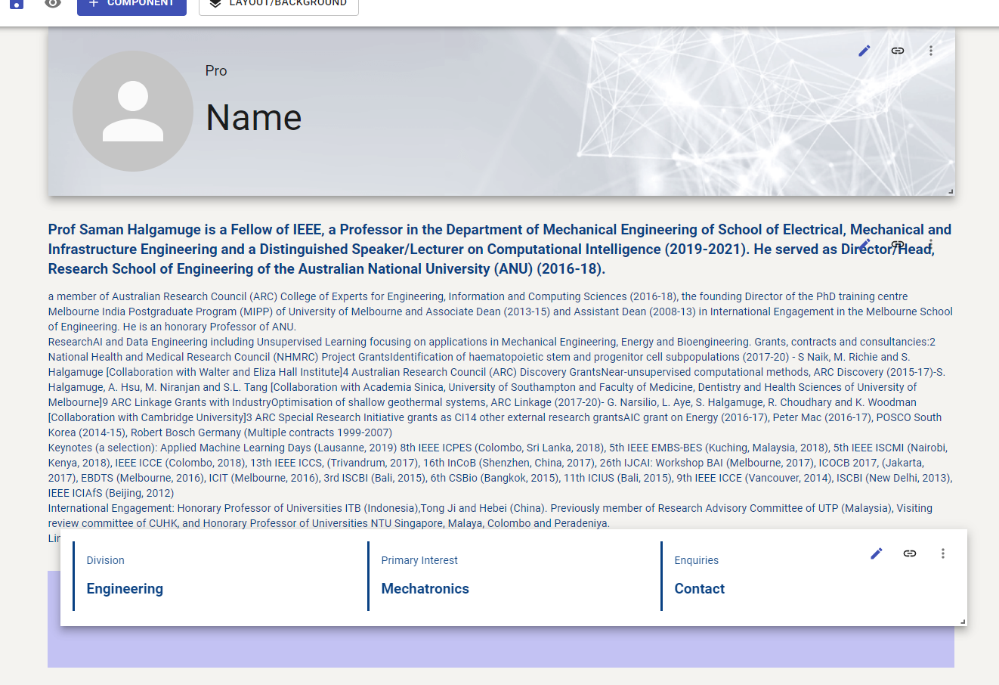 COMPONENT
LAYOUT/BACKGROUND
Pro
Name
Prof Saman Halgamuge is a Fellow of IEEE, a Professor in the Department of Mechanical Engineering of School of Electrical, Mechanical and
Infrastructure Engineering and a Distinguished Speaker/Lecturer on Computational Intelligence (2019-2021). He served as Director/Head,
Research School of Engineering of the Australian National University (ANU) (2016-18).
a member of Australian Research Council (ARC) College of Experts for Engineering, Information and Computing Sciences (2016-18), the founding Director of the PhD training centre
Melbourne India Postgraduate Program (MIPP) of University of Melbourne and Associate Dean (2013-15) and Assistant Dean (2008-13) in International Engagement in the Melbourne School
of Engineering. He is an honorary Professor of ANU.
ResearchAI and Data Engineering including Unsupervised Learning focusing on applications in Mechanical Engineering, Energy and Bioengineering. Grants, contracts and consultancies:2
National Health and Medical Research Council (NHMRC) Project GrantsIdentification of haematopoietic stem and progenitor cell subpopulations (2017-20) - S Naik, M. Richie and S.
Halgamuge [Collaboration with Walter and Eliza Hall Institute]4 Australian Research Council (ARC) Discovery GrantsNear-unsupervised computational methods, ARC Discovery (2015-17)-S.
Halgamuge, A. Hsu, M. Niranjan and S.L. Tang [Collaboration with Academia Sinica, University of Southampton and Faculty of Medicine, Dentistry and Health Sciences of University of
Melbourne]9 ARC Linkage Grants with IndustryOptimisation of shallow geothermal systems, ARC Linkage (2017-20)- G. Narsilio, L. Aye, S. Halgamuge, R. Choudhary and K. Woodman
[Collaboration with Cambridge University]3 ARC Special Research Initiative grants as CI14 other external research grantsAIC grant on Energy (2016-17), Peter Mac (2016-17), POSCO South
Korea (2014-15), Robert Bosch Germany (Multiple contracts 1999-2007)
Keynotes (a selection): Applied Machine Learning Days (Lausanne, 2019) 8th IEEE ICPES (Colombo, Sri Lanka, 2018), 5th IEEE EMBS-BES (Kuching, Malaysia, 2018), 5th IEEE ISCMI (Nairobi,
Kenya, 2018), IEEE ICCE (Colombo, 2018), 13th IEEE ICCS, (Trivandrum, 2017), 16th InCoB (Shenzhen, China, 2017), 26th IJCAI: Workshop BAI (Melbourne, 2017), ICOCB 2017, (Jakarta,
2017), EBDTS (Melbourne, 2016), ICIT (Melbourne, 2016), 3rd ISCBI (Bali, 2015), 6th CSBio (Bangkok, 2015), 11th ICIUS (Bali, 2015), 9th IEEE ICCE (Vancouver, 2014), ISCBI (New Delhi, 2013),
IEEE ICIAfS (Beijing, 2012)
International Engagement: Honorary Professor of Universities ITB (Indonesia),Tong Ji and Hebei (China). Previously member of Research Advisory Committee of UTP (Malaysia), Visiting
review committee of CUHK, and Honorary Professor of Universities NTU Singapore, Malaya, Colombo and Peradeniya.
Division
Engineering
Primary Interest
Mechatronics
Enquiries
Contact